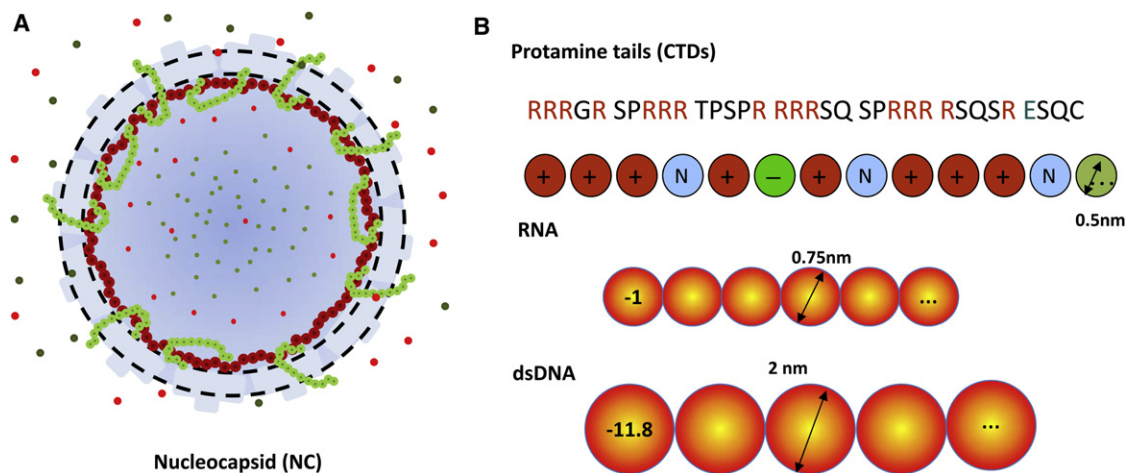 A
Nucleocapsid (NC)
B
Protamine tails (CTDs)
RRRGR SPRRR TPSPR RRRSQ SPRRR RSQSR ESQC
+ + + N + − + N + + + N ...
0.5nm
RNA
0.75nm
-1 ...
dsDNA
2 nm
-11.8 ...